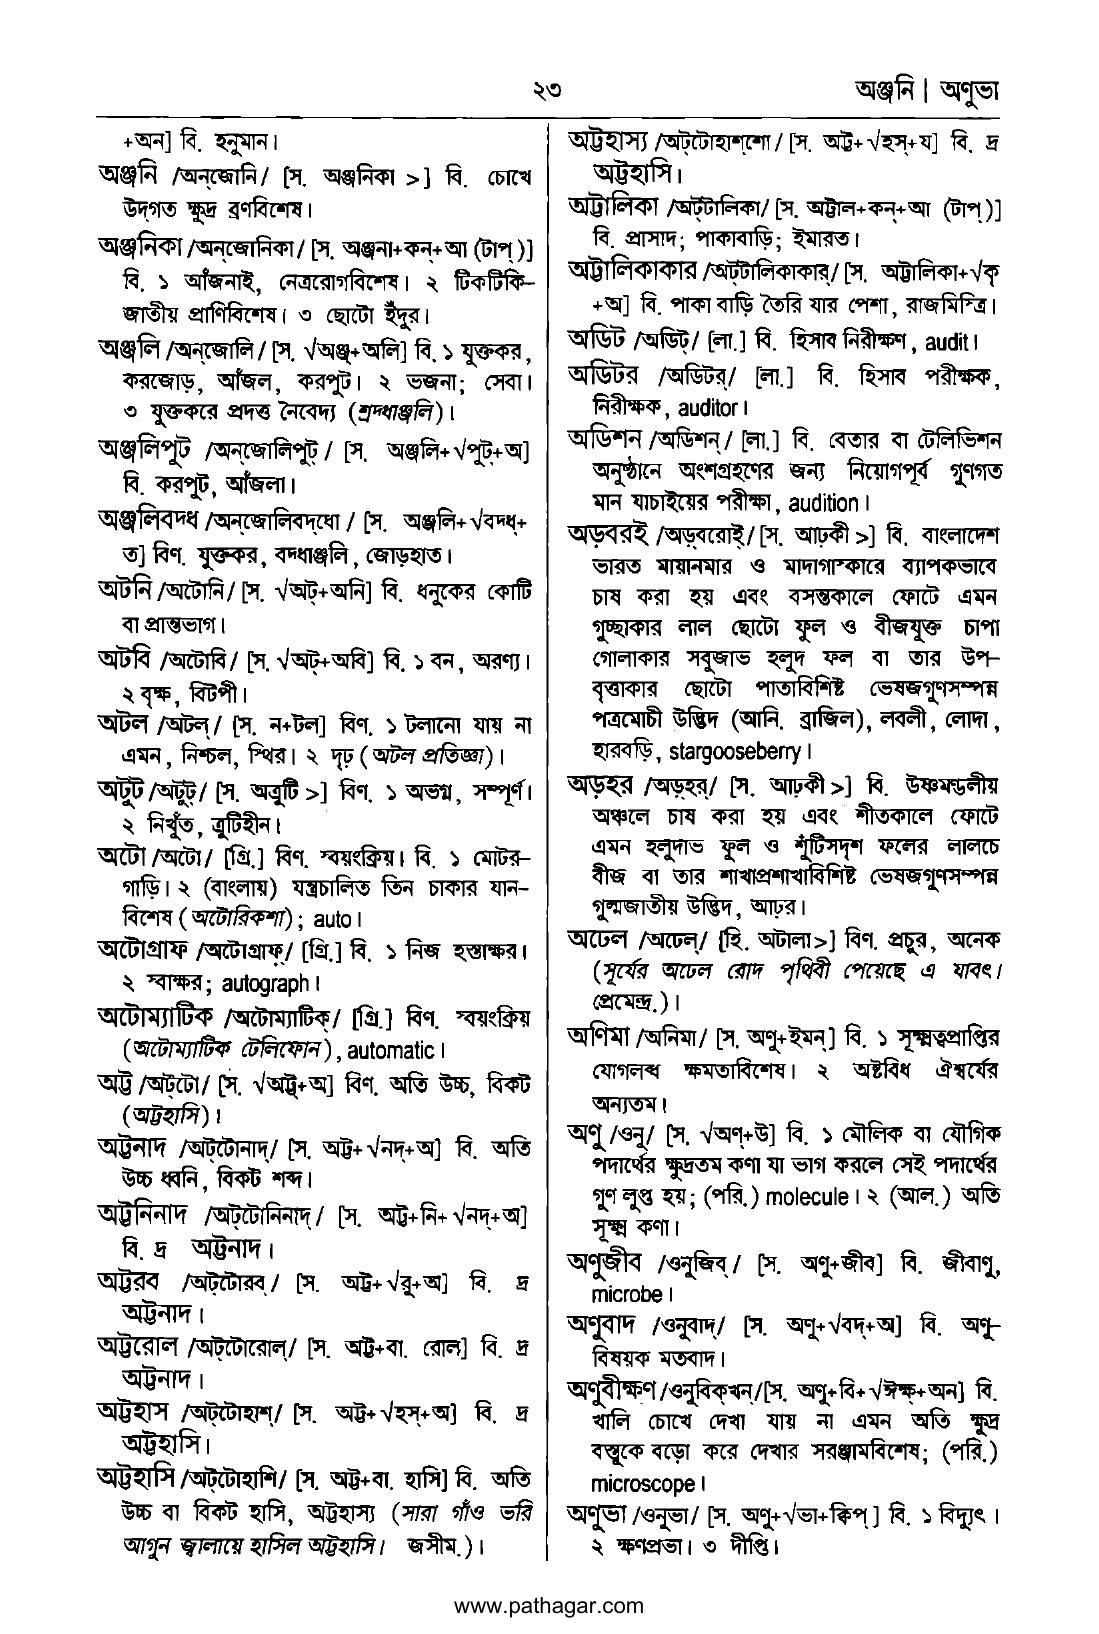 ২৩
অঞ্জনি | অণুভা
+অন] বি. হনুমান।
অঞ্জনি /অন্‌জোনি/ [স. অঞ্জনিকা >] বি. চোখে
উদ্‌গত ক্ষুদ্র ব্রণবিশেষ।
অঞ্জনিকা /অন্‌জোনিকা/ [স. অঞ্জনা+কন্‌+আ (টাপ্‌)]
বি. ১ আঁজনাই, নেত্ররোগবিশেষ। ২ টিকটিকি–
জাতীয় প্রাণিবিশেষ। ৩ ছোটো ইঁদুর।
অঞ্জলি /অন্‌জোলি/ [স. √অঞ্জ্‌+অলি] বি. ১ যুক্তকর,
করজোড়, আঁজল, করপুট। ২ ভজনা; সেবা।
৩ যুক্তকরে প্রদত্ত নৈবেদ্য (শ্রদ্ধাঞ্জলি)।
অঞ্জলিপুট /অন্‌জোলিপুট্‌/ [স. অঞ্জলি+√পুট্‌+অ]
বি. করপুট, আঁজলা।
অঞ্জলিবদ্ধ /অন্‌জোলিবদ্‌ধো/ [স. অঞ্জলি+√বন্ধ্‌+
ত] বিণ. যুক্তকর, বদ্ধাঞ্জলি, জোড়হাত।
অটনি /অটোনি/ [স. √অট্‌+অনি] বি. ধনুকের কোটি
বা প্রান্তভাগ।
অটবি /অটোবি/ [স. √অট্‌+অবি] বি. ১ বন, অরণ্য।
২ বৃক্ষ, বিটপী।
অটল /অটল্‌/ [স. ন+টল] বিণ. ১ টলানো যায় না
এমন, নিশ্চল, স্থির। ২ দৃঢ় (অটল প্রতিজ্ঞা)।
অটুট /অটুট্‌/ [স. অত্রুটি >] বিণ. ১ অভগ্ন, সম্পূর্ণ।
২ নিখুঁত, ত্রুটিহীন।
অটো /অটো/ [গ্রি.] বিণ. স্বয়ংক্রিয়। বি. ১ মোটর–
গাড়ি। ২ (বাংলায়) যন্ত্রচালিত তিন চাকার যান–
বিশেষ (অটোরিকশা); auto।
অটোগ্রাফ /অটোগ্রাফ্‌/ [গ্রি.] বি. ১ নিজ হস্তাক্ষর।
২ স্বাক্ষর; autograph।
অটোম্যাটিক /অটোম্যাটিক্‌/ [গ্রি.] বিণ. স্বয়ংক্রিয়
(অটোম্যাটিক টেলিফোন), automatic।
অট্ট /অট্‌টো/ [স. √অট্ট্‌+অ] বিণ. অতি উচ্চ, বিকট
(অট্টহাসি)।
অট্টনাদ /অট্‌টোনাদ্‌/ [স. অট্ট+√নদ্‌+অ] বি. অতি
উচ্চ ধ্বনি, বিকট শব্দ।
অট্টনিনাদ /অট্‌টোনিনাদ্‌/ [স. অট্ট+নি+√নদ্‌+অ]
বি. দ্র অট্টনাদ।
অট্টরব /অট্‌টোরব্‌/ [স. অট্ট+√রু+অ] বি. দ্র
অট্টনাদ।
অট্টরোল /অট্‌টোরোল্‌/ [স. অট্ট+বা. রোল] বি. দ্র
অট্টনাদ।
অট্টহাস /অট্‌টোহাশ্‌/ [স. অট্ট+√হস্‌+অ] বি. দ্র
অট্টহাসি।
অট্টহাসি /অট্‌টোহাশি/ [স. অট্ট+বা. হাসি] বি. অতি
উচ্চ বা বিকট হাসি, অট্টহাস্য (সারা গাঁও ভরি
আগুন জ্বালায়ে হাসিল অট্টহাসি। জসীম.)।
অট্টহাস্য /অট্‌টোহাশ্‌শো/ [স. অট্ট+√হস্‌+য] বি. দ্র
অট্টহাসি।
অট্টালিকা /অট্‌টালিকা/ [স. অট্টাল+কন্‌+আ (টাপ্‌)]
বি. প্রাসাদ; পাকাবাড়ি; ইমারত।
অট্টালিকাকার /অট্‌টালিকাকার্‌/ [স. অট্টালিকা+√কৃ
+অ] বি. পাকা বাড়ি তৈরি যার পেশা, রাজমিস্ত্রি।
অডিট /অডিট্‌/ [লা.] বি. হিসাব নিরীক্ষণ, audit।
অডিটর /অডিটর্‌/ [লা.] বি. হিসাব পরীক্ষক,
নিরীক্ষক, auditor।
অডিশন /অডিশন্‌/ [লা.] বি. বেতার বা টেলিভিশন
অনুষ্ঠানে অংশগ্রহণের জন্য নিয়োগপূর্ব গুণগত
মান যাচাইয়ের পরীক্ষা, audition।
অড়বরই /অড়্‌বরোই্‌/ [স. আঢ়কী >] বি. বাংলাদেশ
ভারত মায়ানমার ও মাদাগাস্কারে ব্যাপকভাবে
চাষ করা হয় এবং বসন্তকালে ফোটে এমন
গুচ্ছাকার লাল ছোটো ফুল ও বীজযুক্ত চাপা
গোলাকার সবুজাভ হলুদ ফল বা তার উপ–
বৃত্তাকার ছোটো পাতাবিশিষ্ট ভেষজগুণসম্পন্ন
পত্রমোচী উদ্ভিদ (আনি. ব্রাজিল), লবলী, লোদা,
হারবড়ি, stargooseberry।
অড়হর /অড়্‌হর্‌/ [স. আঢ়কী >] বি. উষ্ণমণ্ডলীয়
অঞ্চলে চাষ করা হয় এবং শীতকালে ফোটে
এমন হলুদাভ ফুল ও শুঁটিসদৃশ ফলের লালচে
বীজ বা তার শাখাপ্রশাখাবিশিষ্ট ভেষজগুণসম্পন্ন
গুল্মজাতীয় উদ্ভিদ, আঢ়র।
অঢেল /অঢেল্‌/ [হি. অটালা>] বিণ. প্রচুর, অনেক
(সূর্যের অঢেল রোদ পৃথিবী পেয়েছে এ যাবৎ।
প্রেমেন্দ্র.)।
অণিমা /অনিমা/ [স. অণু+ইমন্‌] বি. ১ সূক্ষ্মত্বপ্রাপ্তির
যোগলব্ধ ক্ষমতাবিশেষ। ২ অষ্টবিধ ঐশ্বর্যের
অন্যতম।
অণু /ওনু/ [স. √অণ্‌+উ] বি. ১ মৌলিক বা যৌগিক
পদার্থের ক্ষুদ্রতম কণা যা ভাগ করলে সেই পদার্থের
গুণ লুপ্ত হয়; (পরি.) molecule। ২ (আল.) অতি
সূক্ষ্ম কণা।
অণুজীব /ওনুজিব্‌/ [স. অণু+জীব] বি. জীবাণু,
microbe।
অণুবাদ /ওনুবাদ্‌/ [স. অণু+√বদ্‌+অ] বি. অণু–
বিষয়ক মতবাদ।
অণুবীক্ষণ /ওনুবিক্‌খন্‌/ [স. অণু+বি+√ঈক্ষ্‌+অন] বি.
খালি চোখে দেখা যায় না এমন অতি ক্ষুদ্র
বস্তুকে বড়ো করে দেখার সরঞ্জামবিশেষ; (পরি.)
microscope।
অণুভা /ওনুভা/ [স. অণু+√ভা+ক্বিপ্‌] বি. ১ বিদ্যুৎ।
২ ক্ষণপ্রভা। ৩ দীপ্তি।
www.pathagar.com